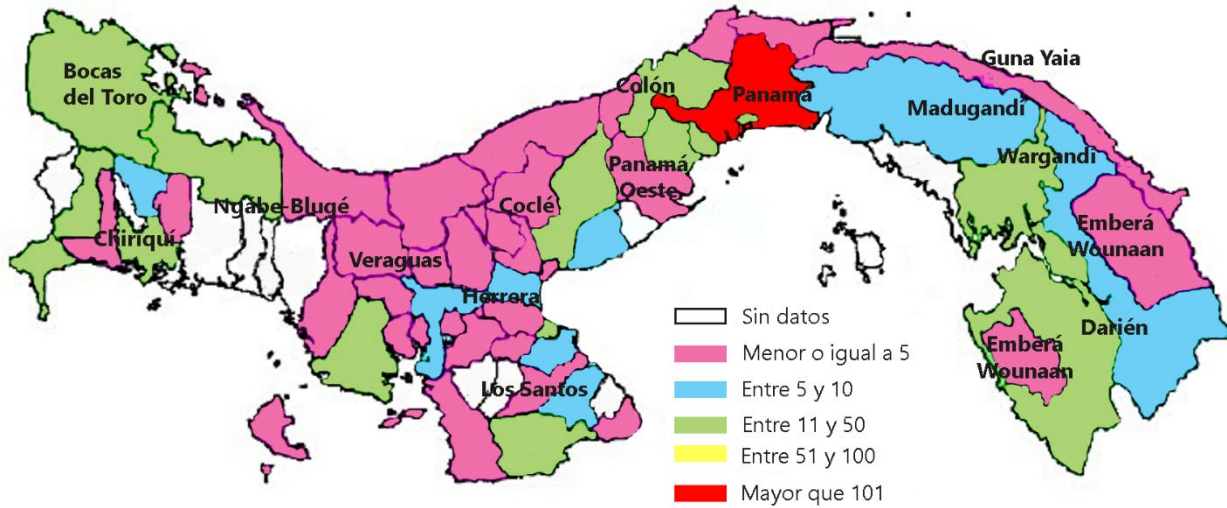 Bocas
del Toro
Guna Yaia
Colón
Panamá
Madugandí
Wargandí
Panamá
Oeste
Ngäbe-Blugé
Coclé
Emberá
Wounaan
Chiriquí
Veraguas
Herrera
Darién
Emberá
Wounaan
Los Santos
Sin datos
Menor o igual a 5
Entre 5 y 10
Entre 11 y 50
Entre 51 y 100
Mayor que 101